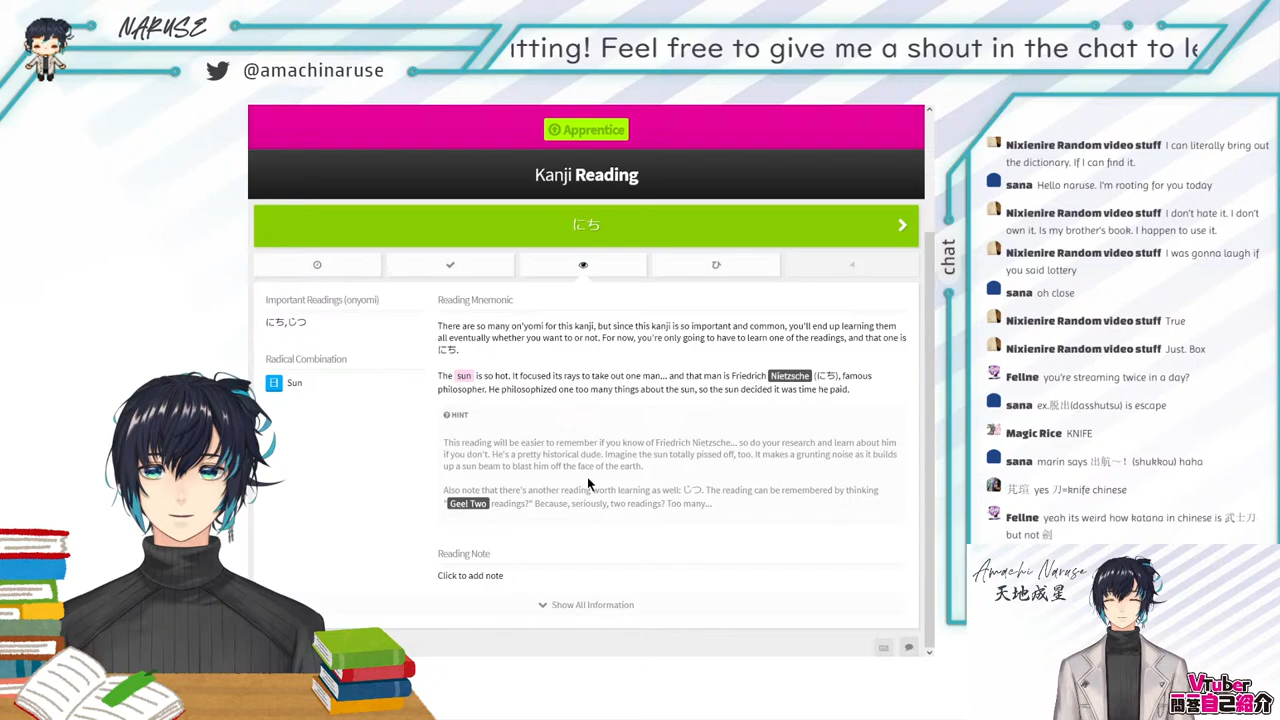 NARUSE
@amachinaruse
itting! Feel free to give me a shout in the chat to le
Apprentice
Kanji Reading
にち
ひ
Important Readings (onyomi)
にち,じつ
Radical Combination
日 Sun
Reading Mnemonic
There are so many on'yomi for this kanji, but since this kanji is so important and common, you'll end up learning them
all eventually whether you want to or not. For now, you're only going to have to learn one of the readings, and that one is
にち.
The sun is so hot. It focused its rays to take out one man... and that man is Friedrich Nietzsche (にち), famous
philosopher. He philosophized one too many things about the sun, so the sun decided it was time he paid.
HINT
This reading will be easier to remember if you know of Friedrich Nietzsche... so do your research and learn about him
if you don't. He's a pretty historical dude. Imagine the sun totally pissed off, too. It makes a grunting noise as it builds
up a sun beam to blast him off the face of the earth.
Also note that there's another reading worth learning as well: じつ. The reading can be remembered by thinking
"Gee! Two readings?" Because, seriously, two readings? Too many...
Reading Note
Click to add note
Show All Information
chat
Nixienire Random video stuff I can literally bring out
the dictionary. If I can find it.
sana Hello naruse. I'm rooting for you today
Nixienire Random video stuff I don't hate it. I don't
own it. Is my brother's book. I happen to use it.
Nixienire Random video stuff I was gonna laugh if
you said lottery
sana oh close
Nixienire Random video stuff True
Nixienire Random video stuff Just. Box
Fellne you're streaming twice in a day?
sana ex.脱出(dasshutsu) is escape
Magic Rice KNIFE
sana marin says 出航〜！(shukkou) haha
芃瑄 yes 刀=knife chinese
Fellne yeah its weird how katana in chinese is 武士刀
but not 劍
Amachi Naruse
天地成星
VTuber
問答自己紹介